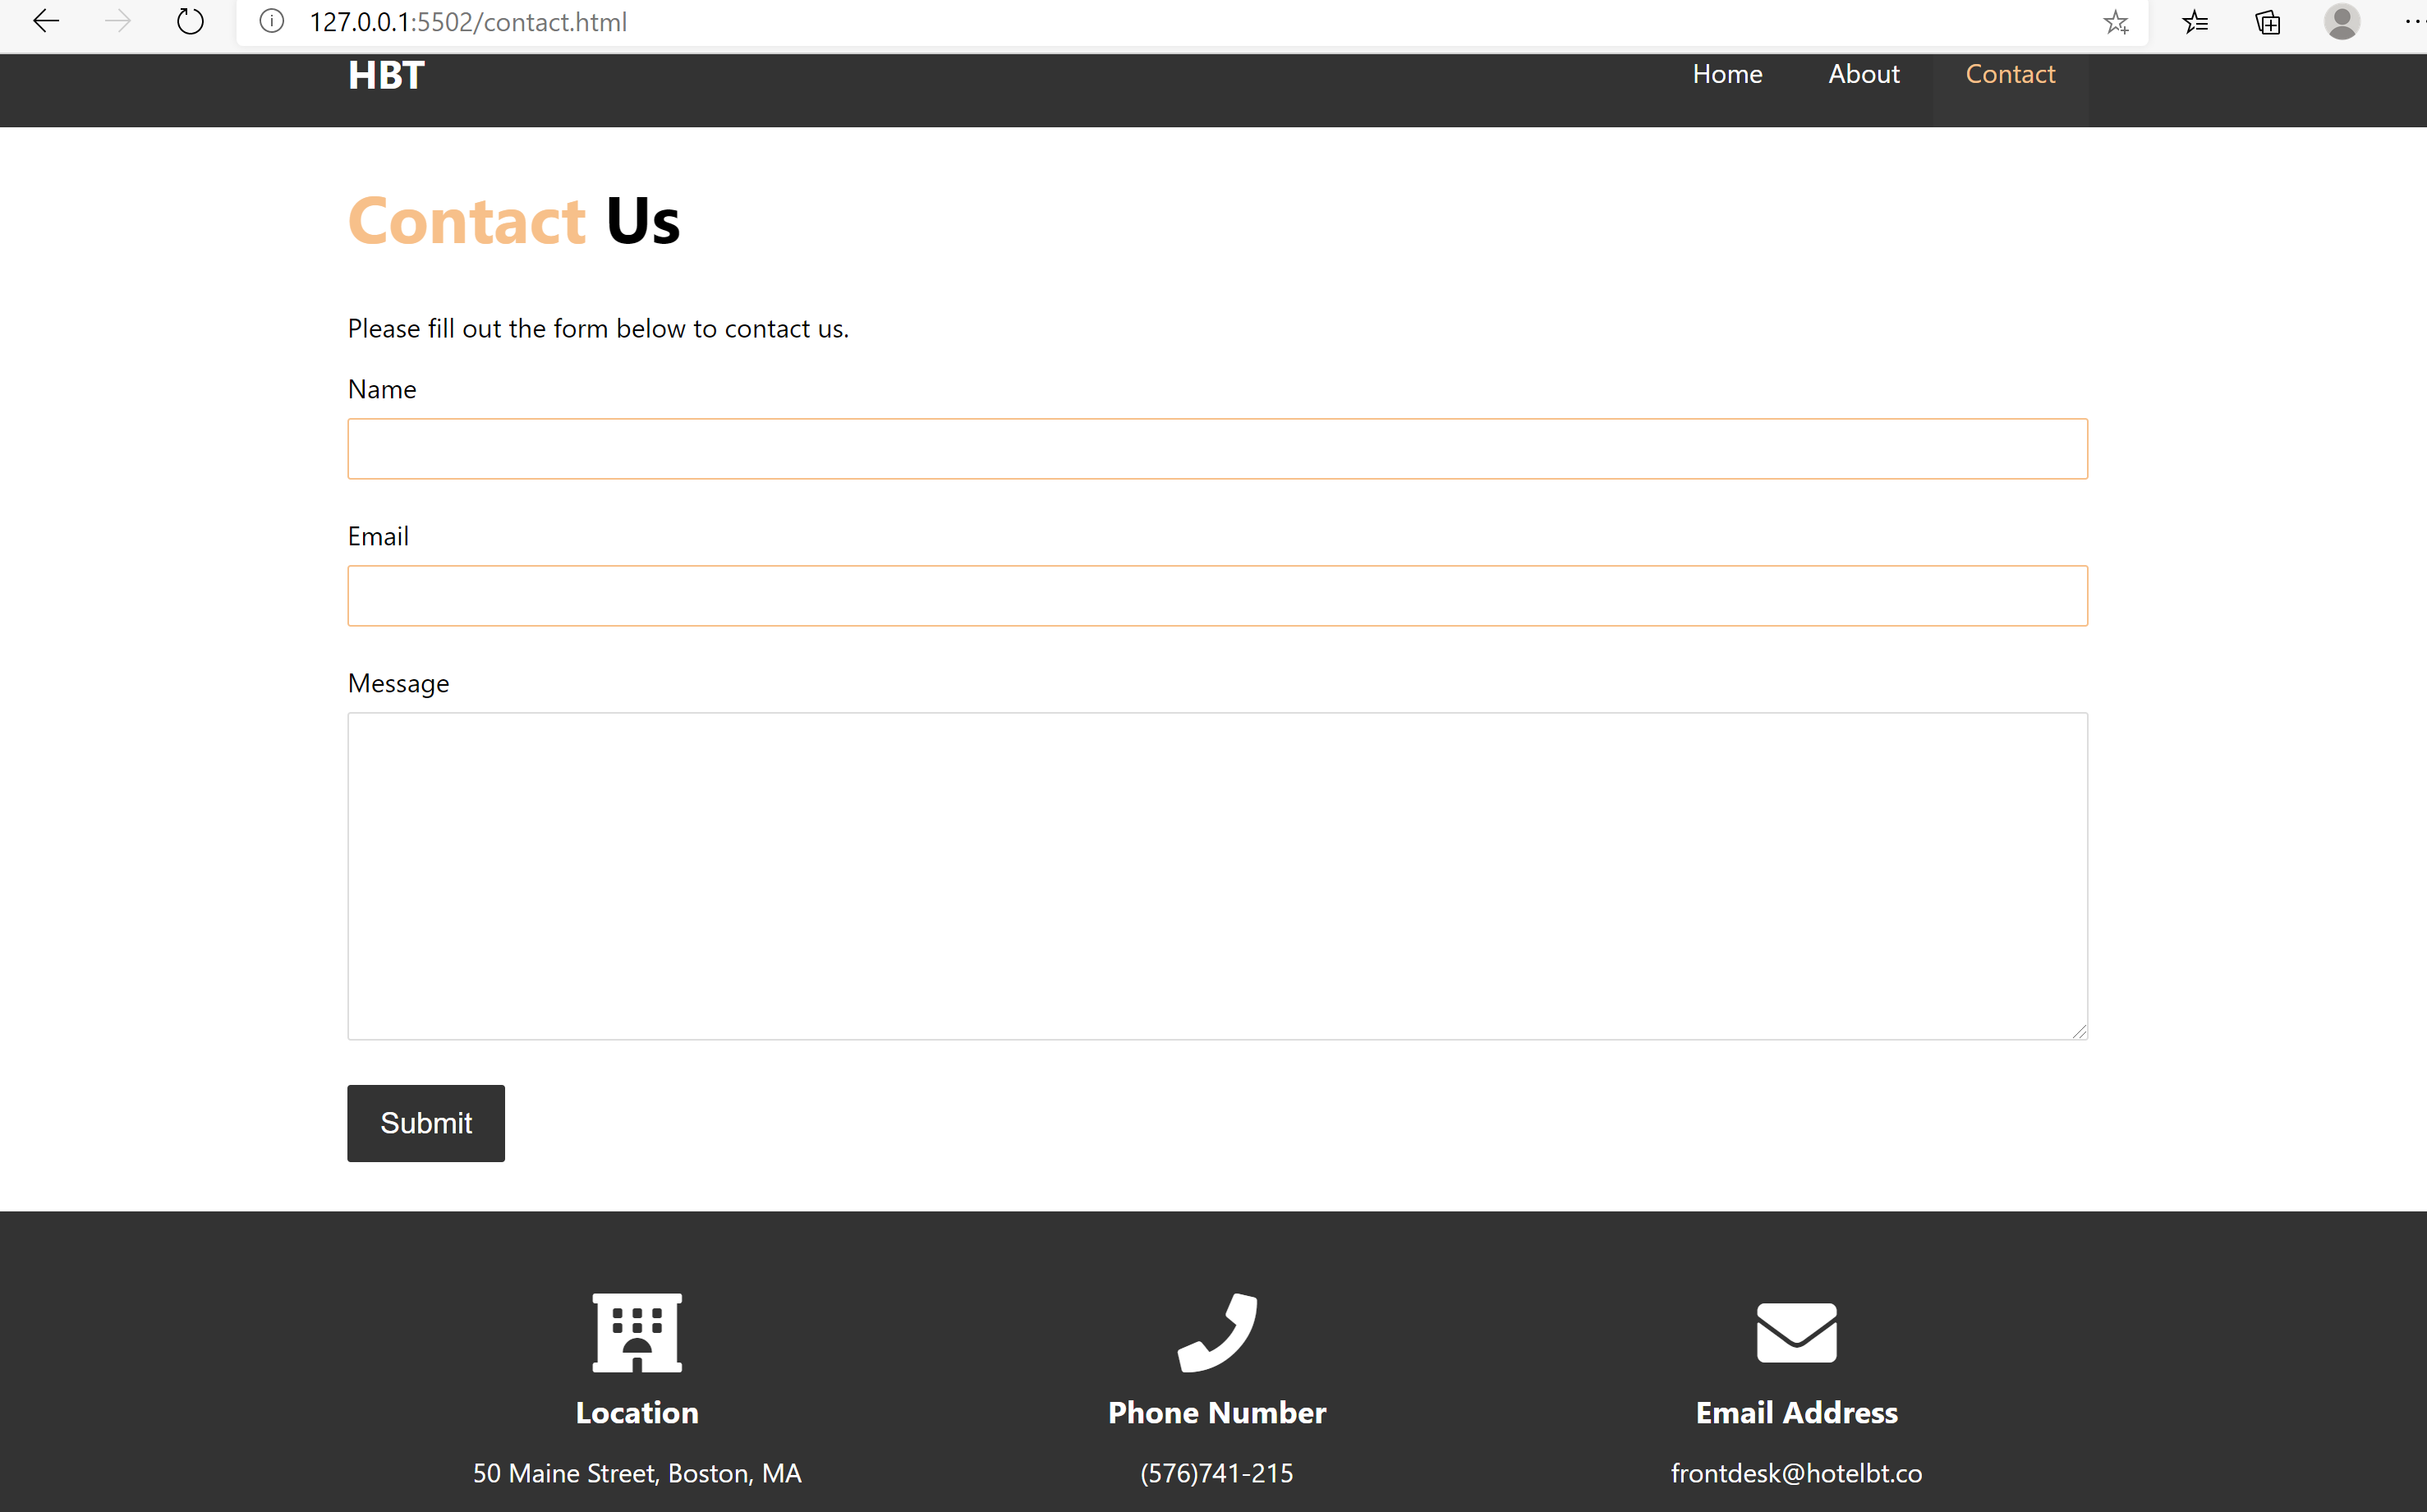 127.0.0.1:5502/contact.html
HBT Home About Contact
Contact Us
Please fill out the form below to contact us.
Name
Email
Message
Submit
Location Phone Number Email Address
50 Maine Street, Boston, MA (576)741-215 frontdesk@hotelbt.co